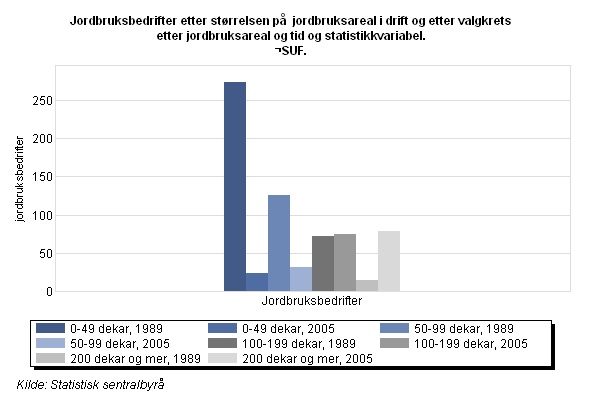 Jordbruksbedrifter etter størrelsen på jordbruksareal i drift og etter valgkrets
etter jordbruksareal og tid og statistikkvariabel.
¬SUF.
jordbruksbedrifter
250
200
150
100
50
0
Jordbruksbedrifter
0-49 dekar, 1989 0-49 dekar, 2005 50-99 dekar, 1989
50-99 dekar, 2005 100-199 dekar, 1989 100-199 dekar, 2005
200 dekar og mer, 1989 200 dekar og mer, 2005
Kilde: Statistisk sentralbyrå